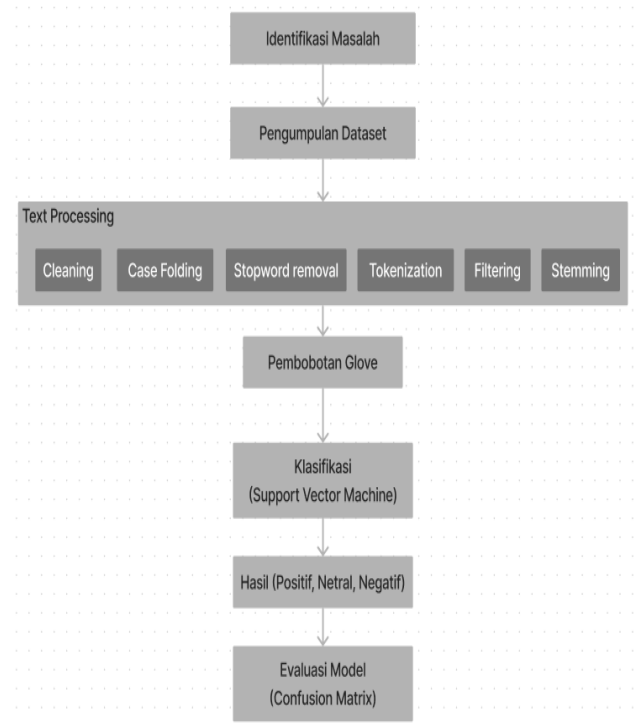 Identifikasi Masalah
Pengumpulan Dataset
Text Processing
Cleaning
Case Folding
Stopword removal
Tokenization
Filtering
Stemming
Pembobotan Glove
Klasifikasi
(Support Vector Machine)
Hasil (Positif, Netral, Negatif)
Evaluasi Model
(Confusion Matrix)